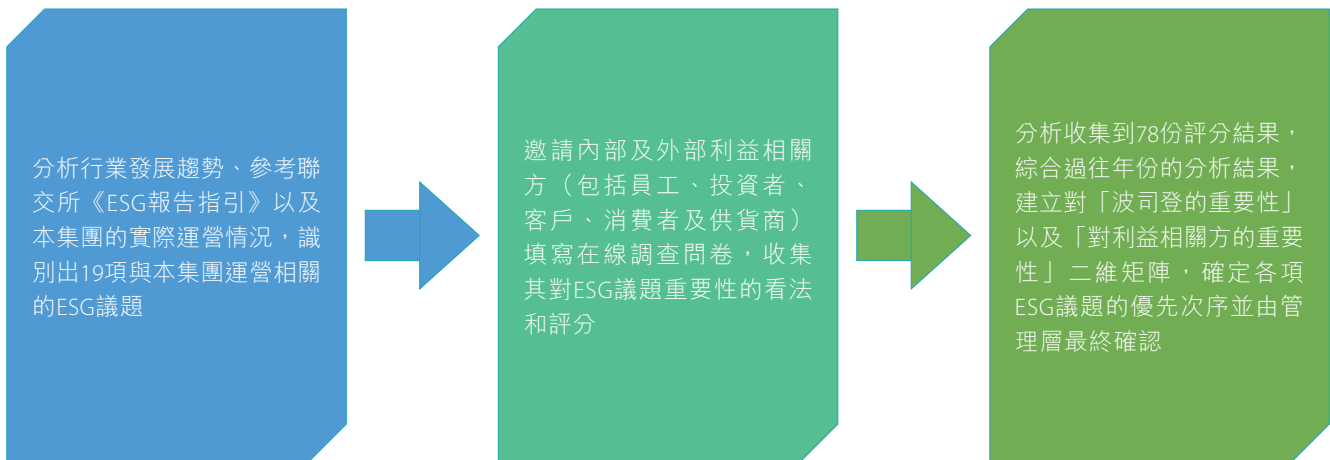 分析行業發展趨勢、參考聯
交所《ESG報告指引》以及
本集團的實際運營情況，識
別出19項與本集團運營相關
的ESG議題
邀請內部及外部利益相關
方（包括員工、投資者、
客戶、消費者及供貨商）
填寫在線調查問卷，收集
其對ESG議題重要性的看法
和評分
分析收集到78份評分結果，
綜合過往年份的分析結果，
建立對「波司登的重要性」
以及「對利益相關方的重要
性」二維矩陣，確定各項
ESG議題的優先次序並由管
理層最終確認